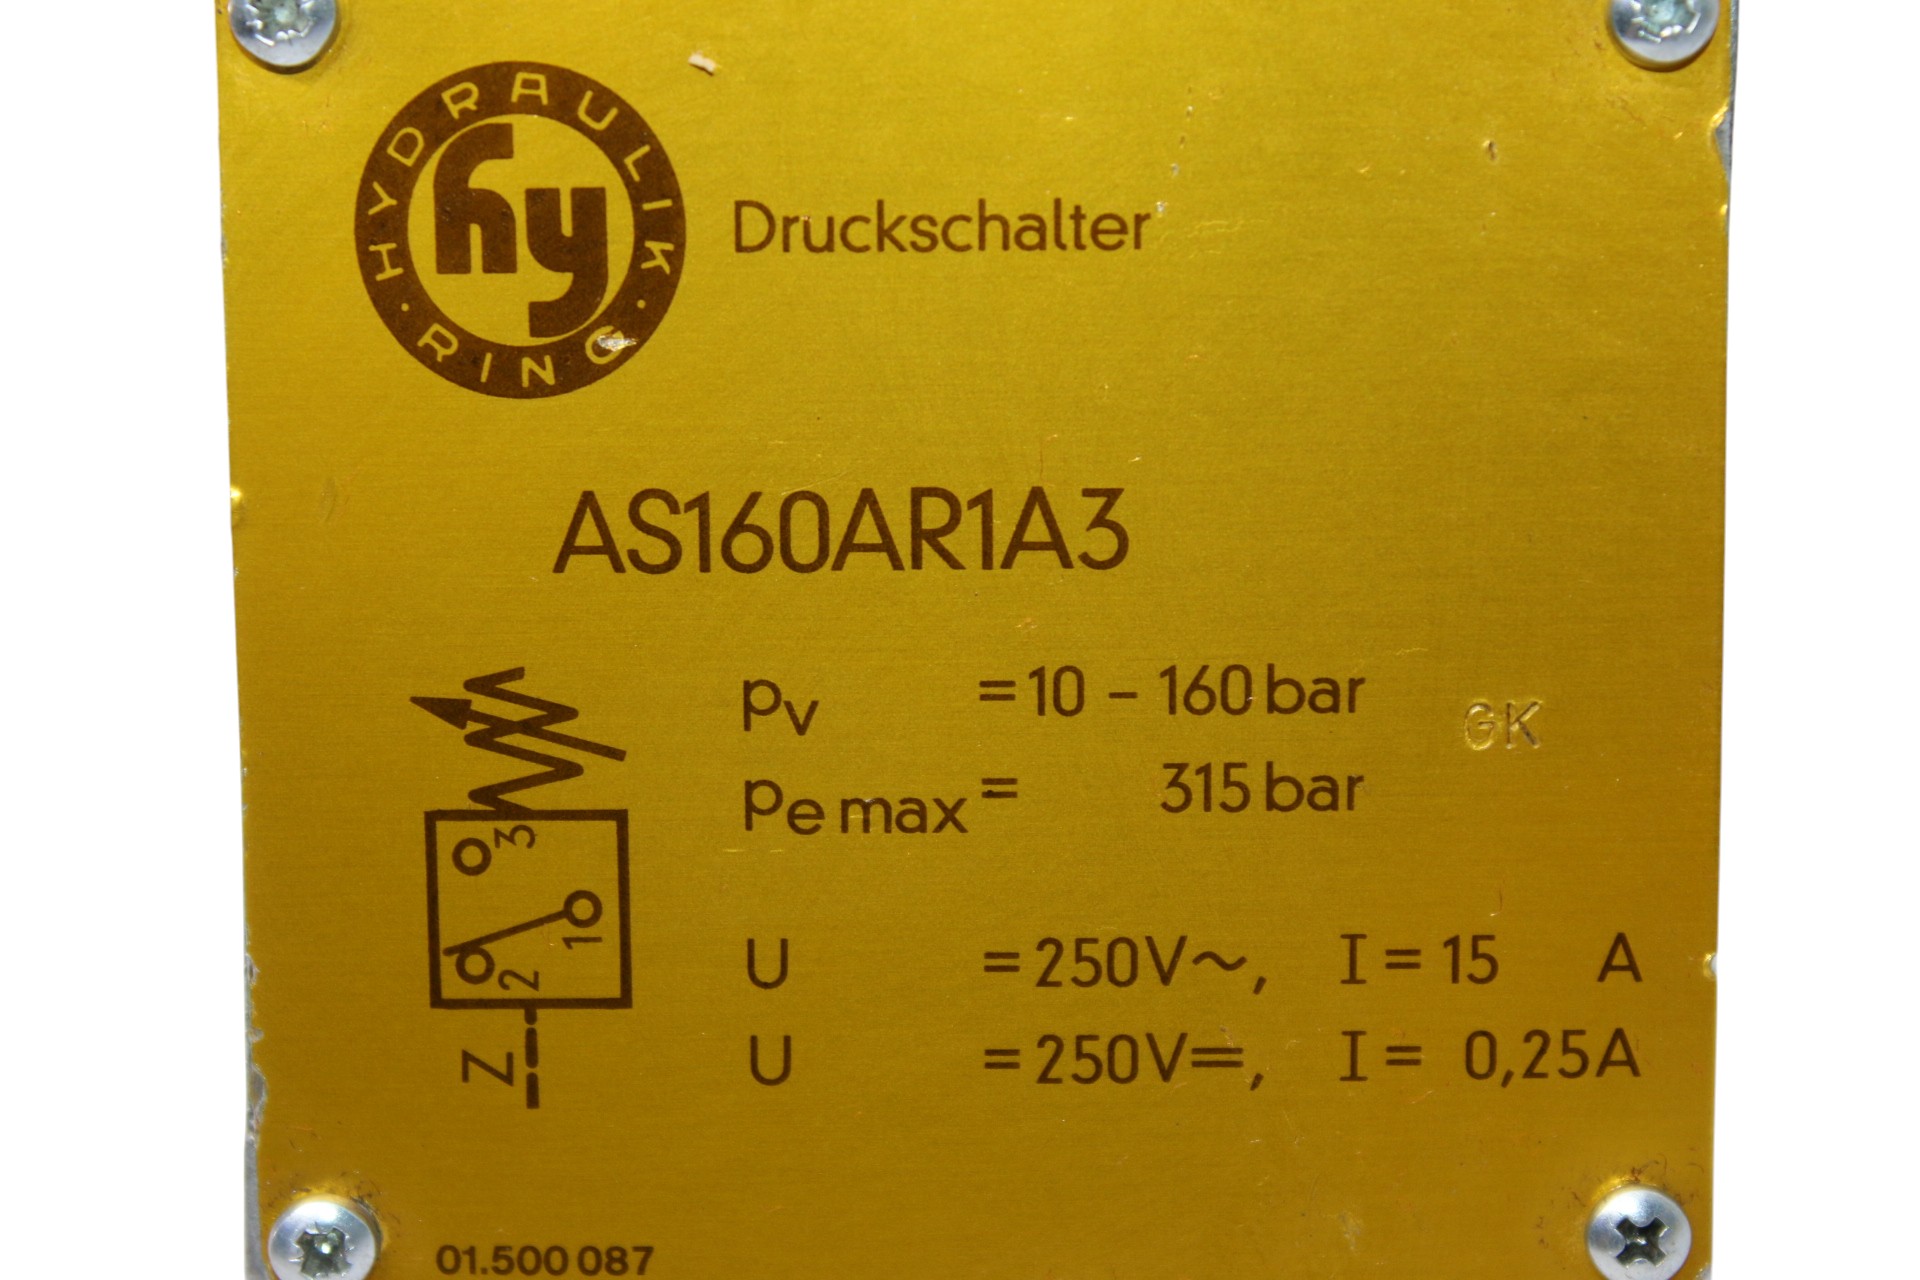 HYDRAULIK
· RING ·
hy
Druckschalter
AS160AR1A3
pv = 10 – 160 bar
GK
pe max = 315 bar
3
1
2
Z
U = 250V~, I = 15 A
U = 250V=, I = 0,25A
01.500 087